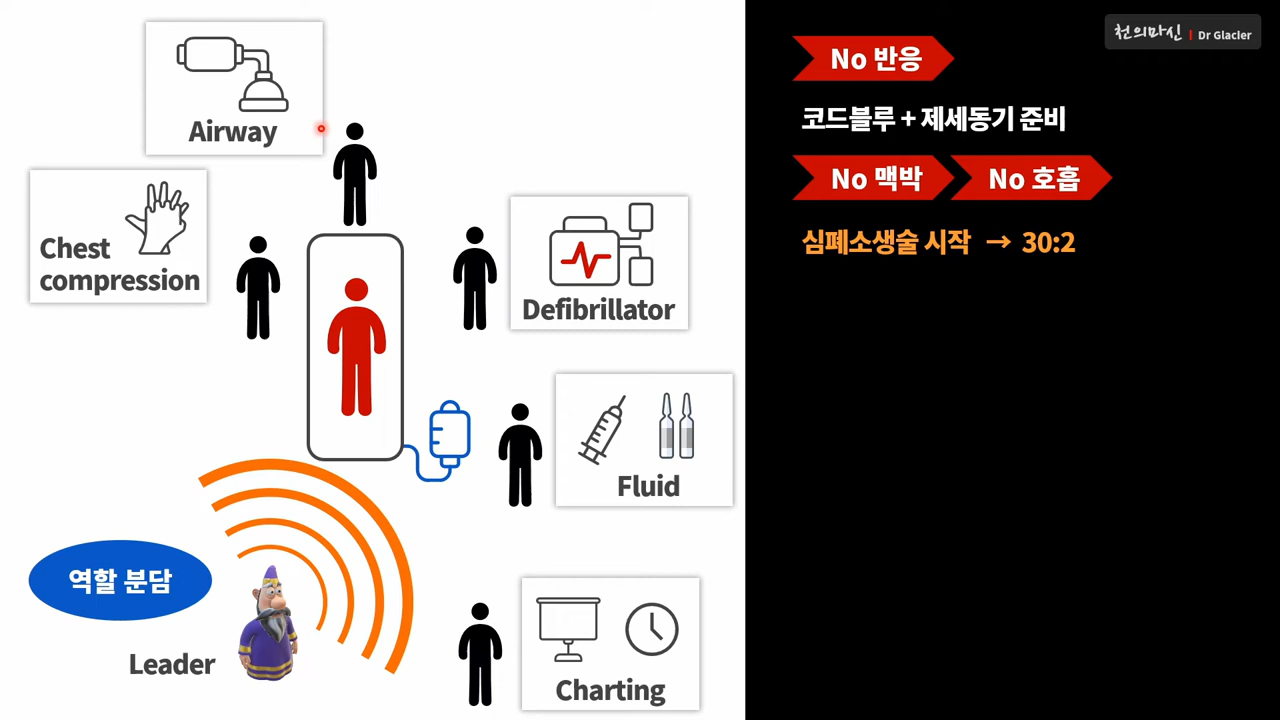 Airway
Chest
compression
Defibrillator
Fluid
역할 분담
Leader
Charting
천의마신 | Dr Glacier
No 반응
코드블루 + 제세동기 준비
No 맥박 No 호흡
심폐소생술 시작 → 30:2